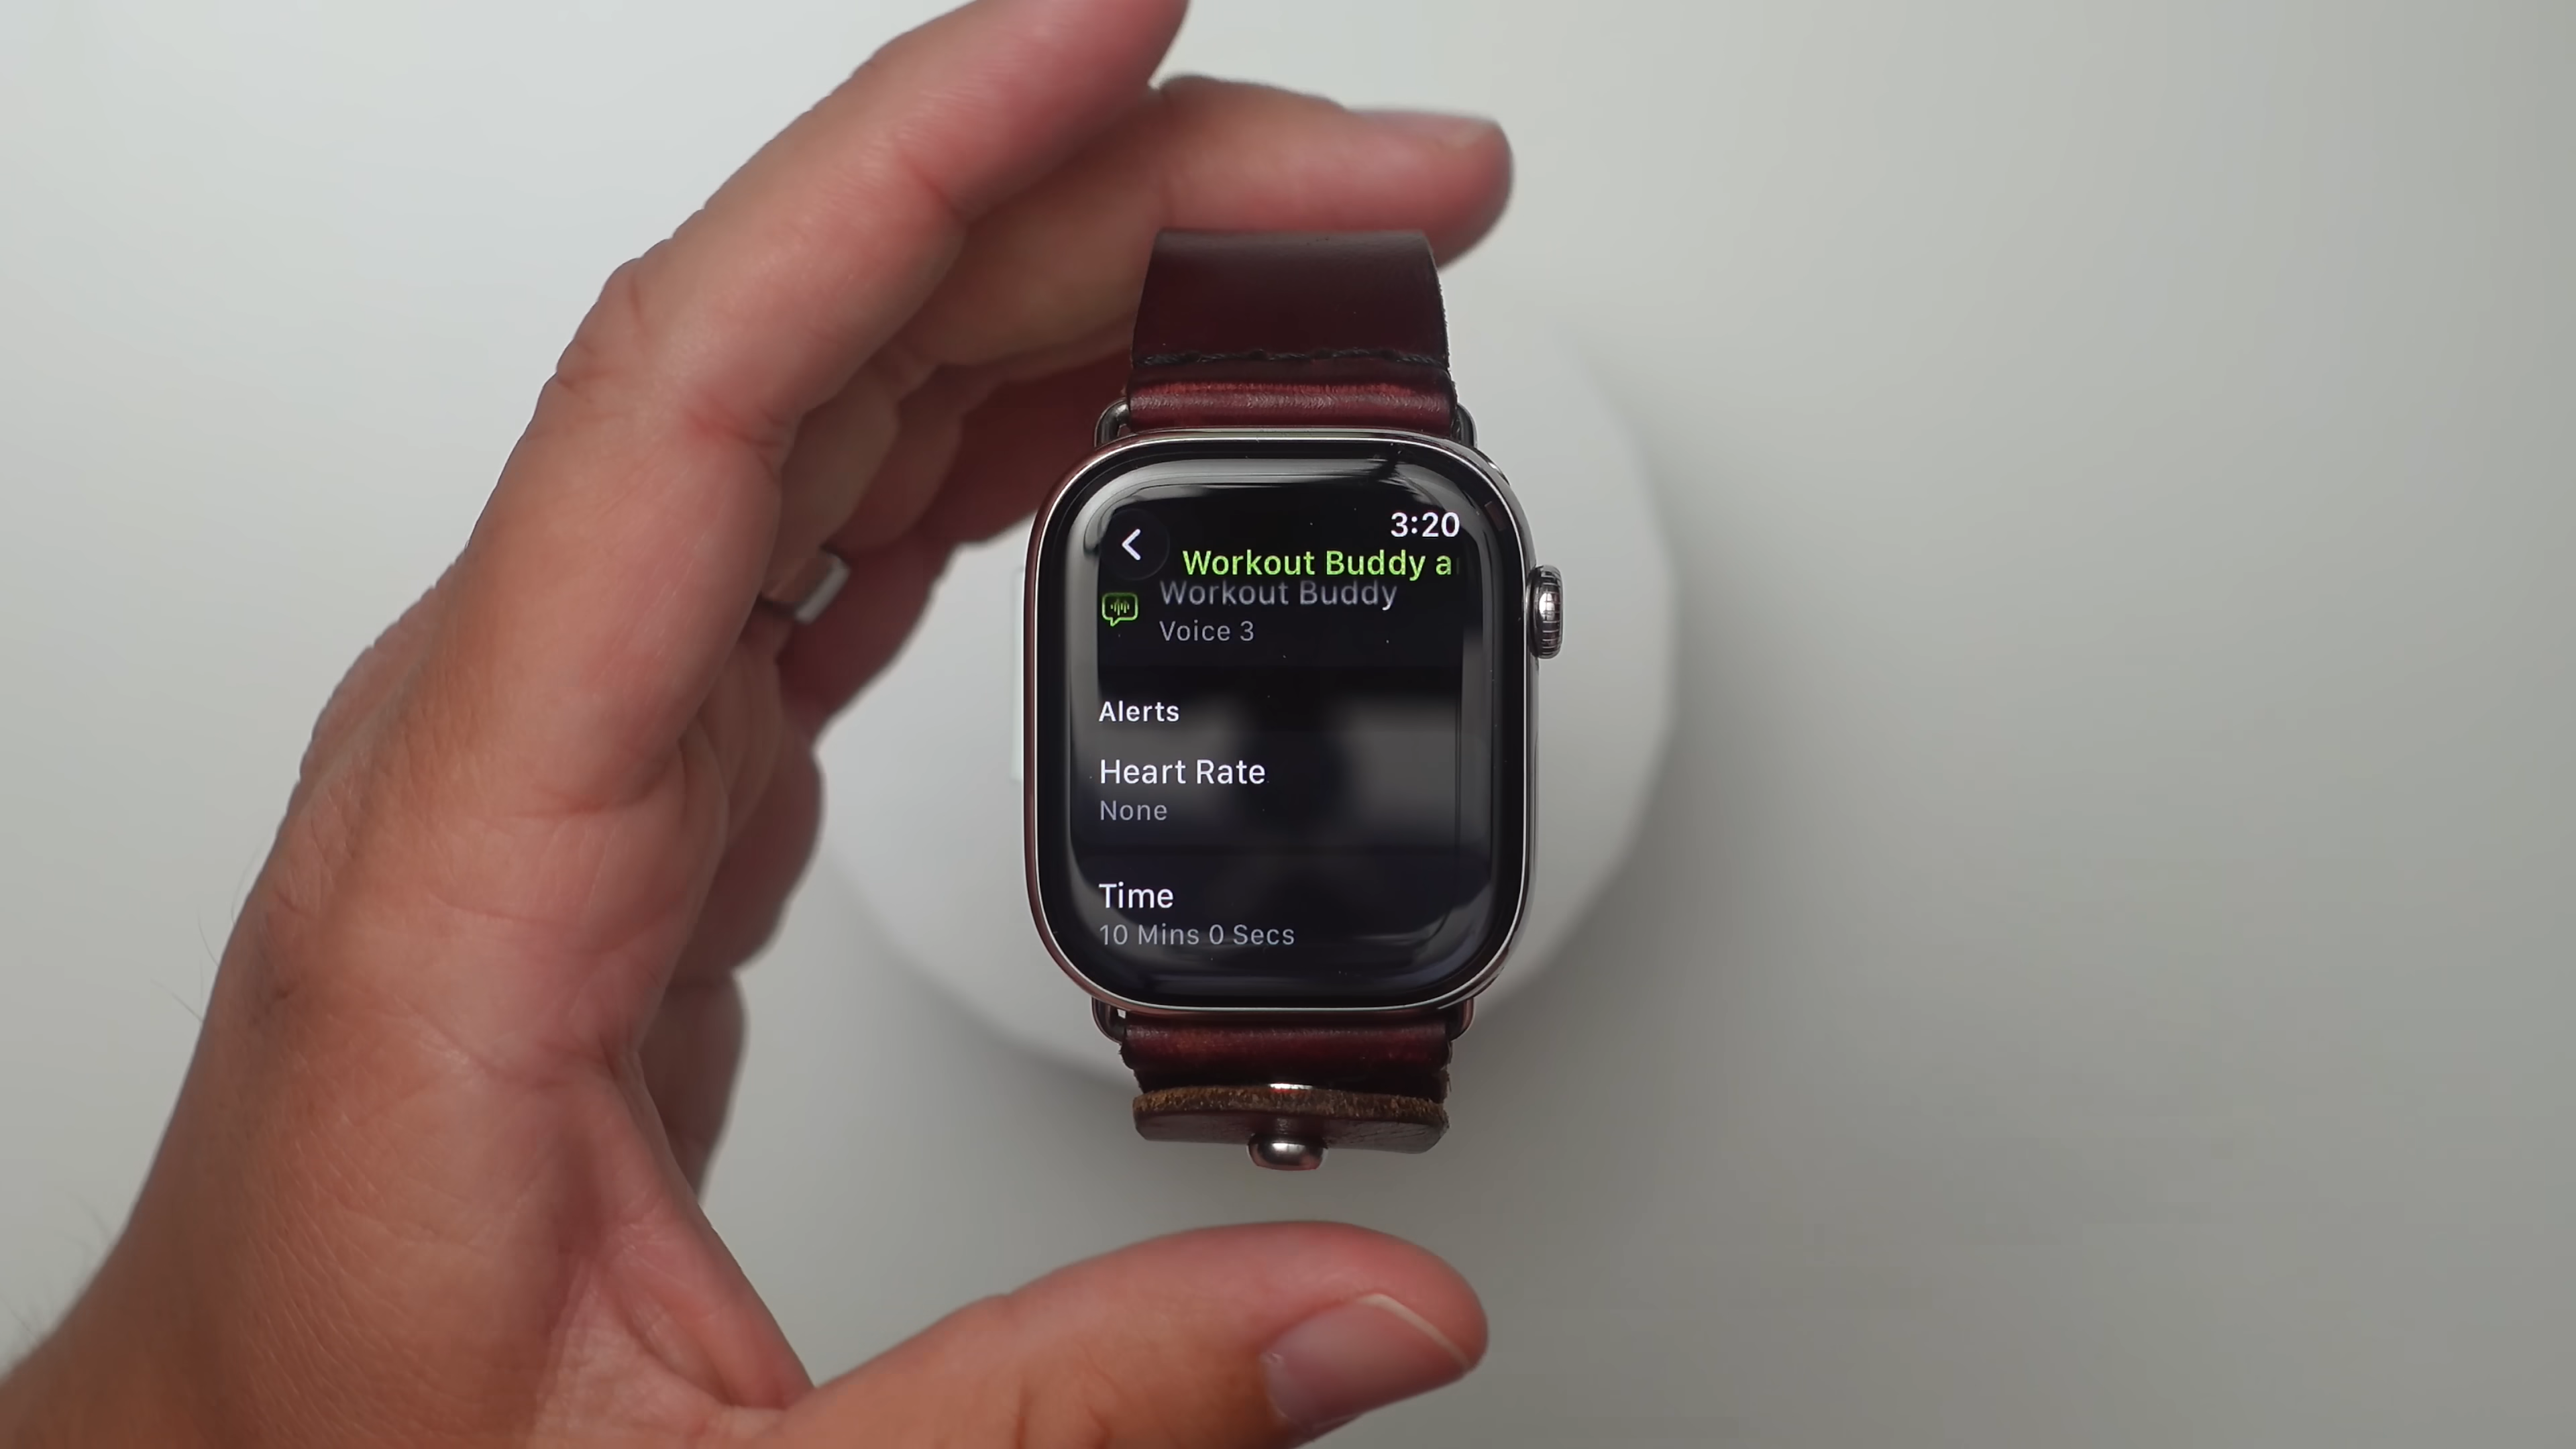 3:20
Workout Buddy a
Workout Buddy
Voice 3
Alerts
Heart Rate
None
Time
10 Mins 0 Secs